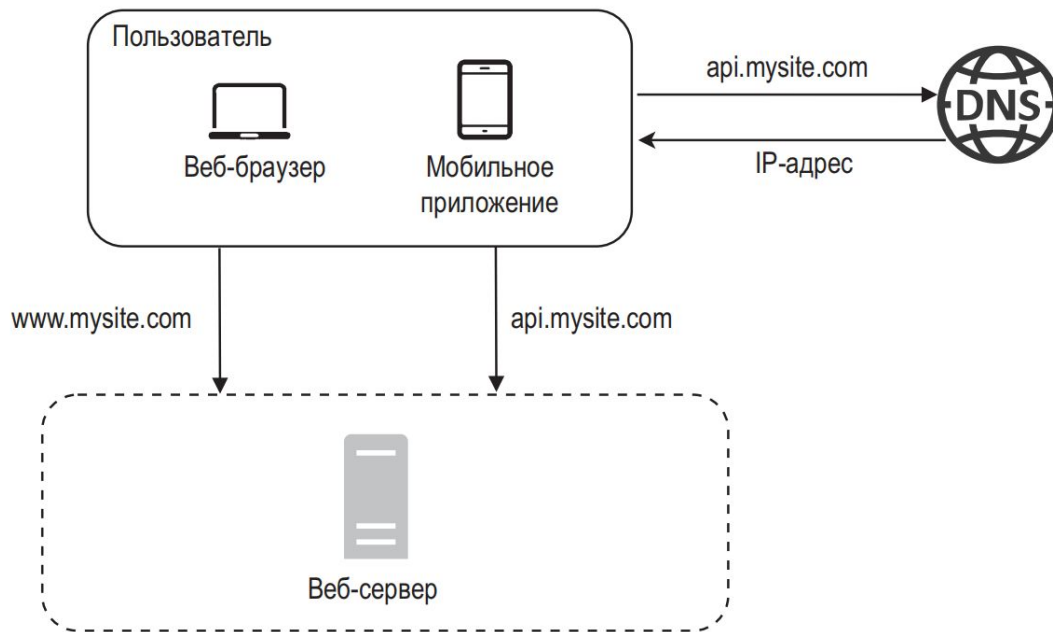 Пользователь
Веб-браузер
Мобильное
приложение
api.mysite.com
DNS
IP-адрес
www.mysite.com
api.mysite.com
Веб-сервер